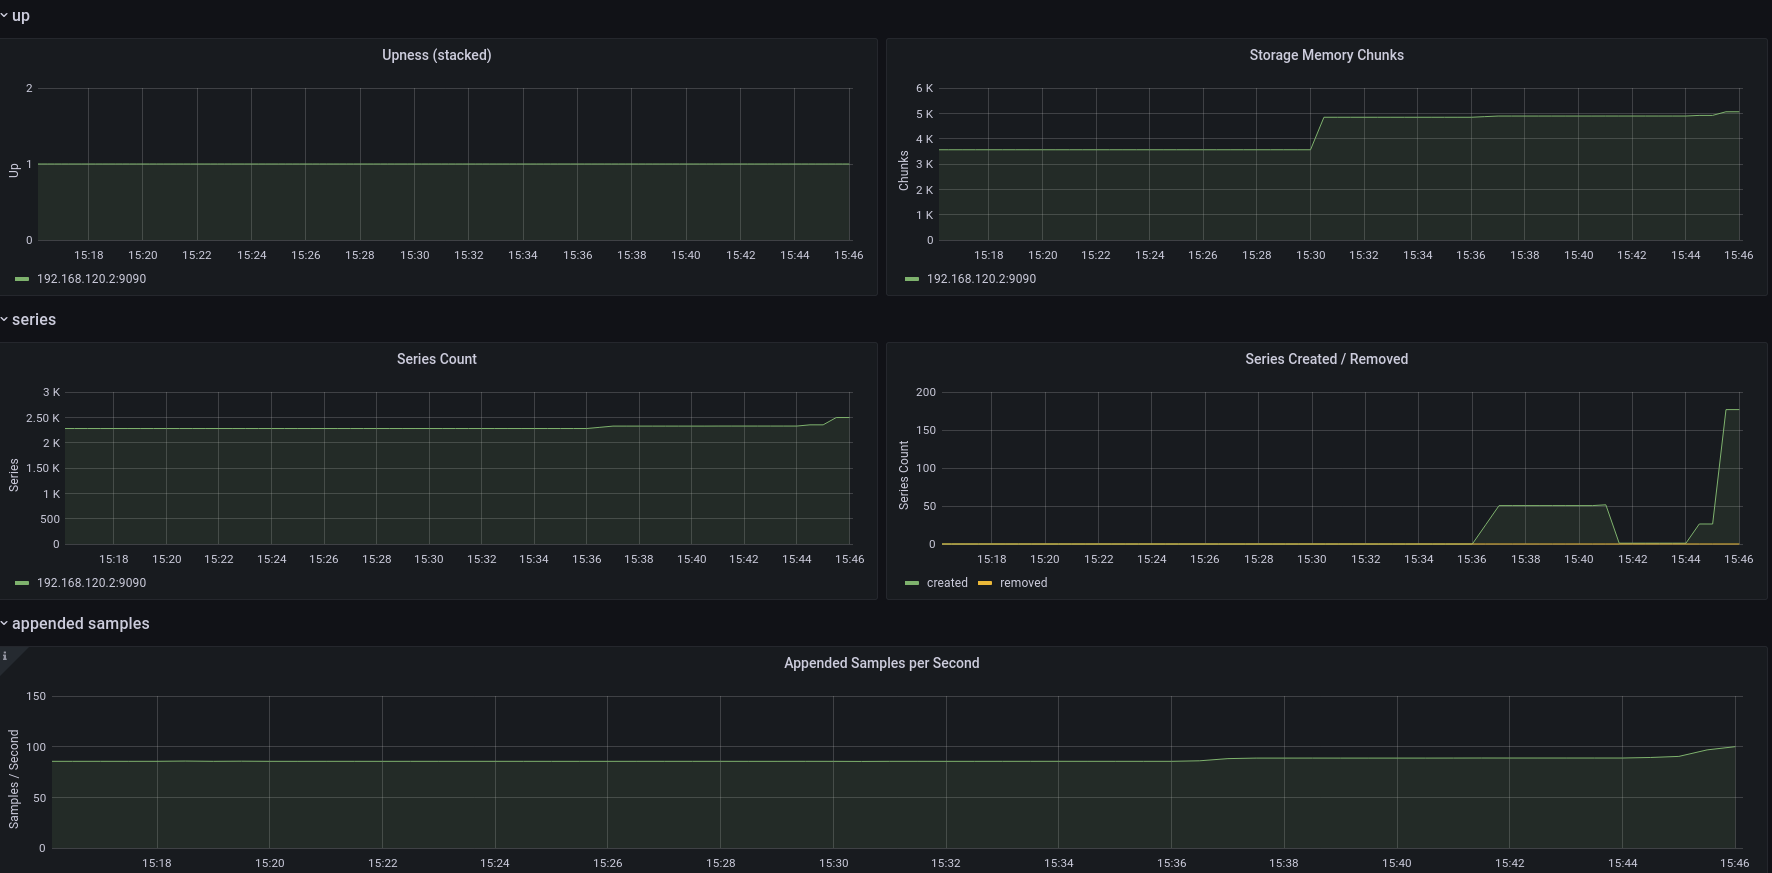 up
Upness (stacked)
2
1
0
Up
15:18 15:20 15:22 15:24 15:26 15:28 15:30 15:32 15:34 15:36 15:38 15:40 15:42 15:44 15:46
192.168.120.2:9090
Storage Memory Chunks
6 K
5 K
4 K
3 K
2 K
1 K
0
Chunks
15:18 15:20 15:22 15:24 15:26 15:28 15:30 15:32 15:34 15:36 15:38 15:40 15:42 15:44 15:46
192.168.120.2:9090
series
Series Count
3 K
2.50 K
2 K
1.50 K
1 K
500
0
Series
15:18 15:20 15:22 15:24 15:26 15:28 15:30 15:32 15:34 15:36 15:38 15:40 15:42 15:44 15:46
192.168.120.2:9090
Series Created / Removed
200
150
100
50
0
Series Count
15:18 15:20 15:22 15:24 15:26 15:28 15:30 15:32 15:34 15:36 15:38 15:40 15:42 15:44 15:46
created removed
appended samples
i
Appended Samples per Second
150
100
50
0
Samples / Second
15:18 15:20 15:22 15:24 15:26 15:28 15:30 15:32 15:34 15:36 15:38 15:40 15:42 15:44 15:46